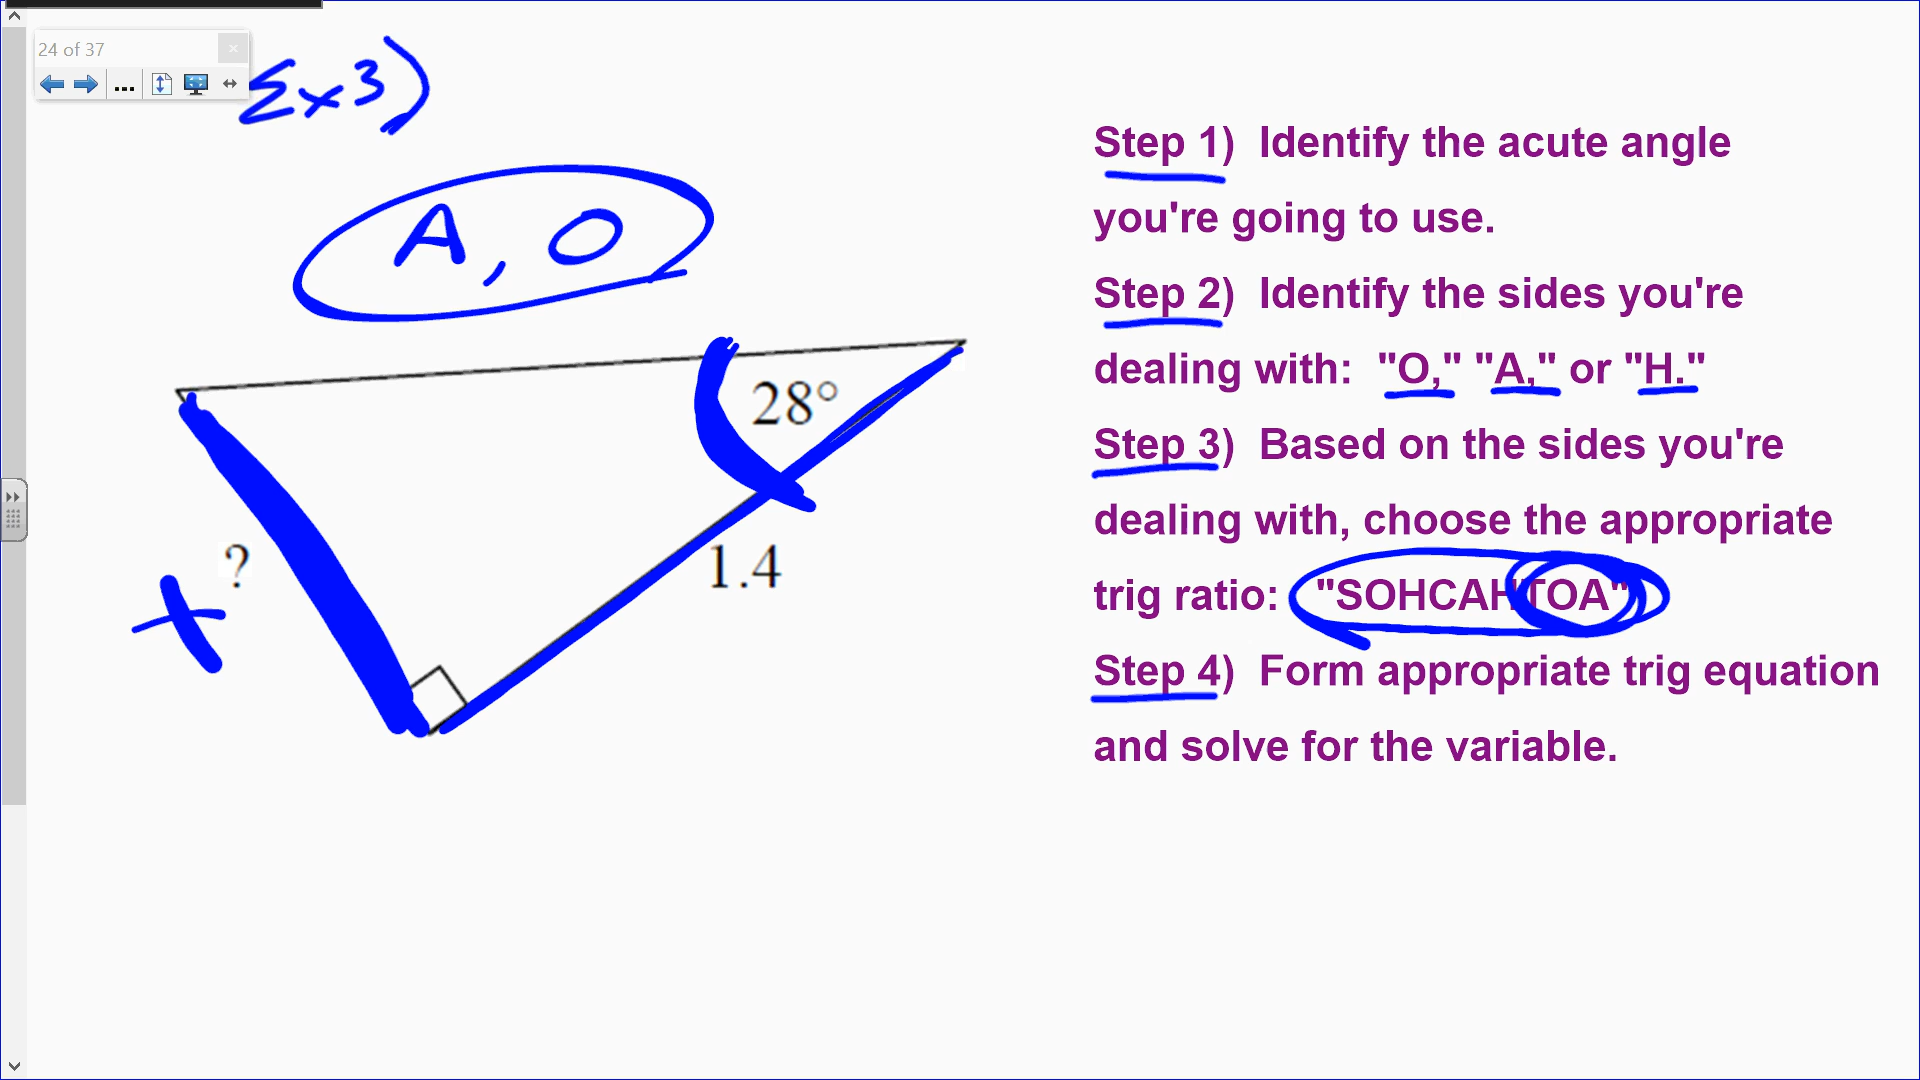 24 of 37
Ex3)
A, O
28°
?
x
1.4
Step 1) Identify the acute angle
you're going to use.
Step 2) Identify the sides you're
dealing with: "O," "A," or "H."
Step 3) Based on the sides you're
dealing with, choose the appropriate
trig ratio: "SOHCAHTOA"
Step 4) Form appropriate trig equation
and solve for the variable.